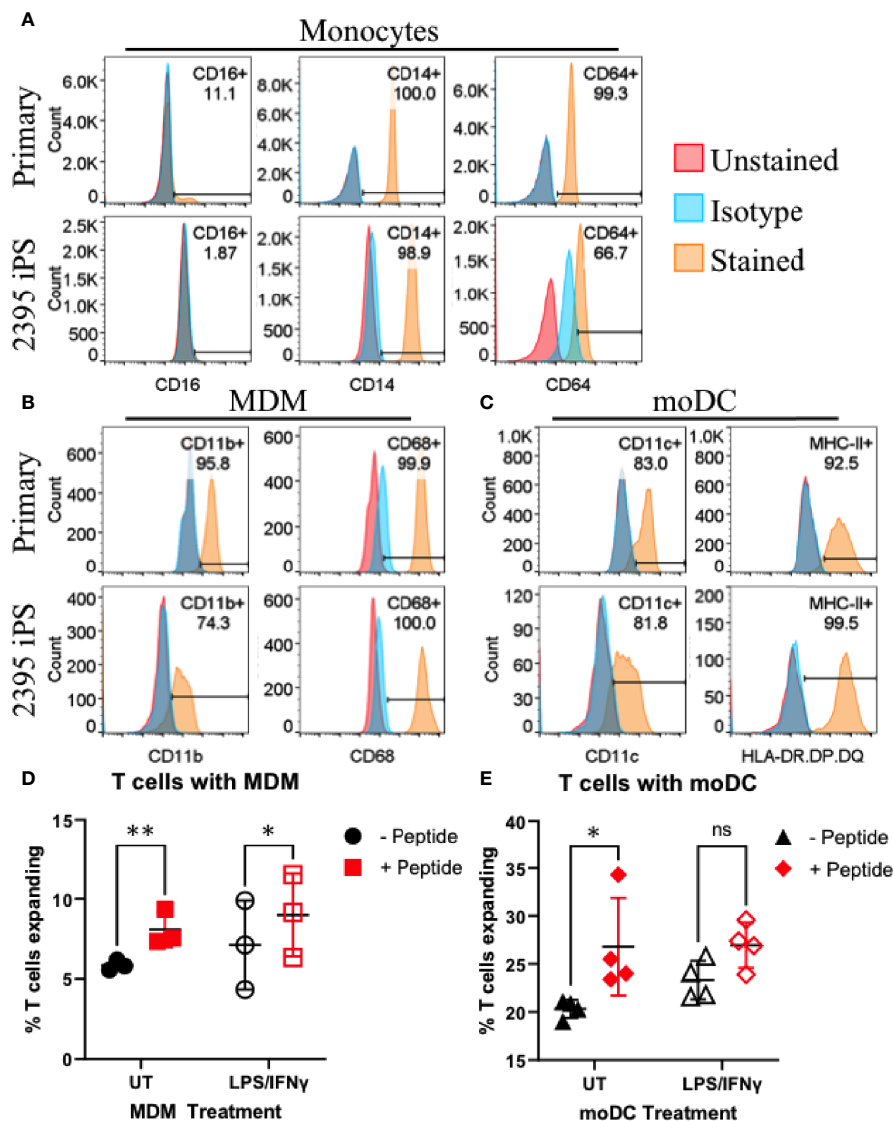 A
Monocytes
Primary
Count
6.0K
4.0K
2.0K
0
CD16+
11.1
8.0K
6.0K
4.0K
2.0K
0
CD14+
100.0
6.0K
4.0K
2.0K
0
CD64+
99.3
Unstained
Isotype
Stained
2395 iPS
Count
2.5K
2.0K
1.5K
1.0K
500
0
CD16+
1.87
2.0K
1.5K
1.0K
500
0
CD14+
98.9
2.0K
1.5K
1.0K
500
0
CD64+
66.7
CD16
CD14
CD64
B
MDM
Primary
Count
600
400
200
0
CD11b+
95.8
600
400
200
0
CD68+
99.9
2395 iPS
Count
400
300
200
100
0
CD11b+
74.3
800
600
400
200
0
CD68+
100.0
CD11b
CD68
C
moDC
Count
1.0K
800
600
400
200
0
CD11c+
83.0
1.0K
800
600
400
200
0
MHC-II+
92.5
Count
120
90
60
30
0
CD11c+
81.8
200
150
100
50
0
MHC-II+
99.5
CD11c
HLA-DR.DP.DQ
D
T cells with MDM
% T cells expanding
15
10
5
0
**
*
- Peptide
+ Peptide
UT
LPS/IFNγ
MDM Treatment
E
T cells with moDC
% T cells expanding
40
35
30
25
20
15
*
ns
- Peptide
+ Peptide
UT
LPS/IFNγ
moDC Treatment